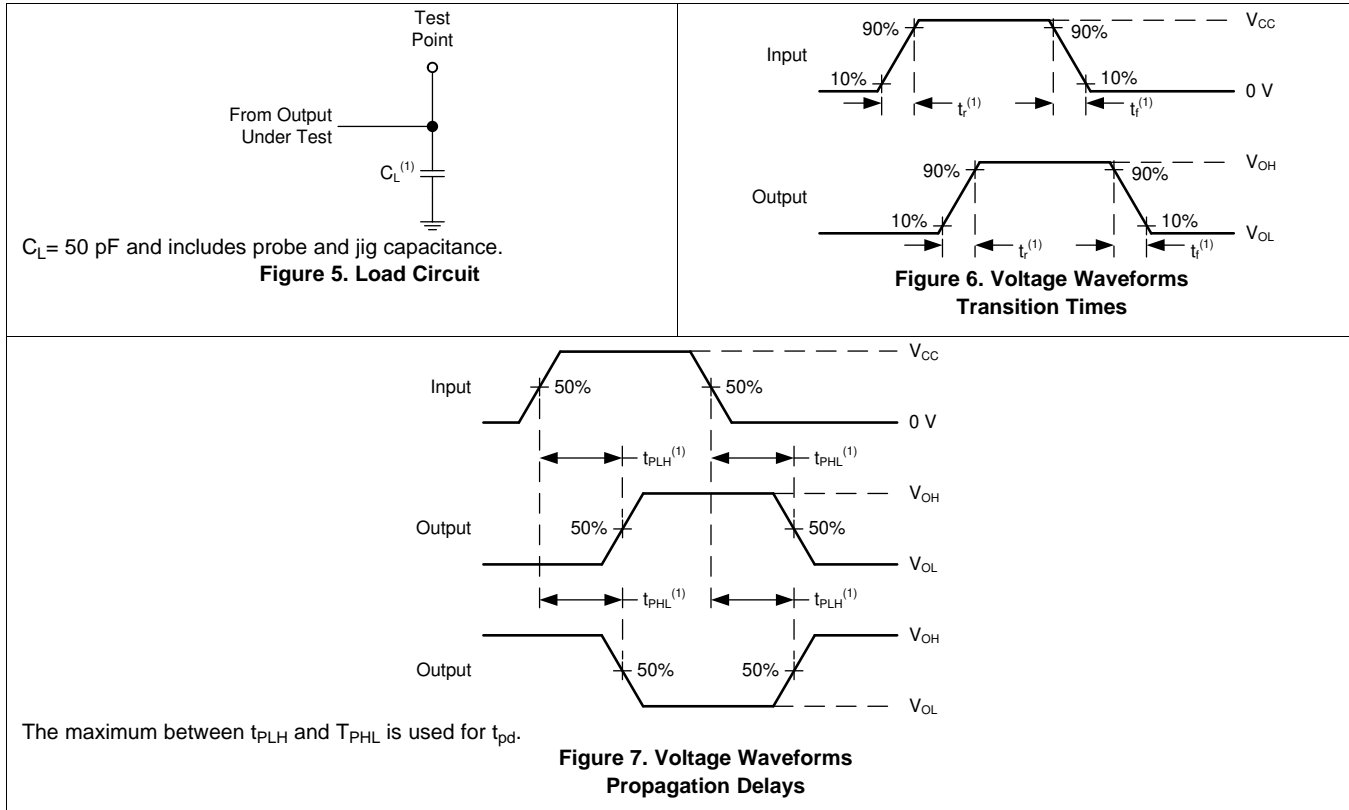 Test
Point
From Output
Under Test
C_L^(1)
C_L= 50 pF and includes probe and jig capacitance.
Figure 5. Load Circuit
V_CC
90%
90%
Input
10%
10%
0 V
t_r^(1)
t_f^(1)
V_OH
90%
90%
Output
10%
10%
V_OL
t_r^(1)
t_f^(1)
Figure 6. Voltage Waveforms
Transition Times
V_CC
Input
50%
50%
0 V
t_PLH^(1)
t_PHL^(1)
V_OH
Output
50%
50%
V_OL
t_PHL^(1)
t_PLH^(1)
V_OH
Output
50%
50%
V_OL
The maximum between t_PLH and T_PHL is used for t_pd.
Figure 7. Voltage Waveforms
Propagation Delays